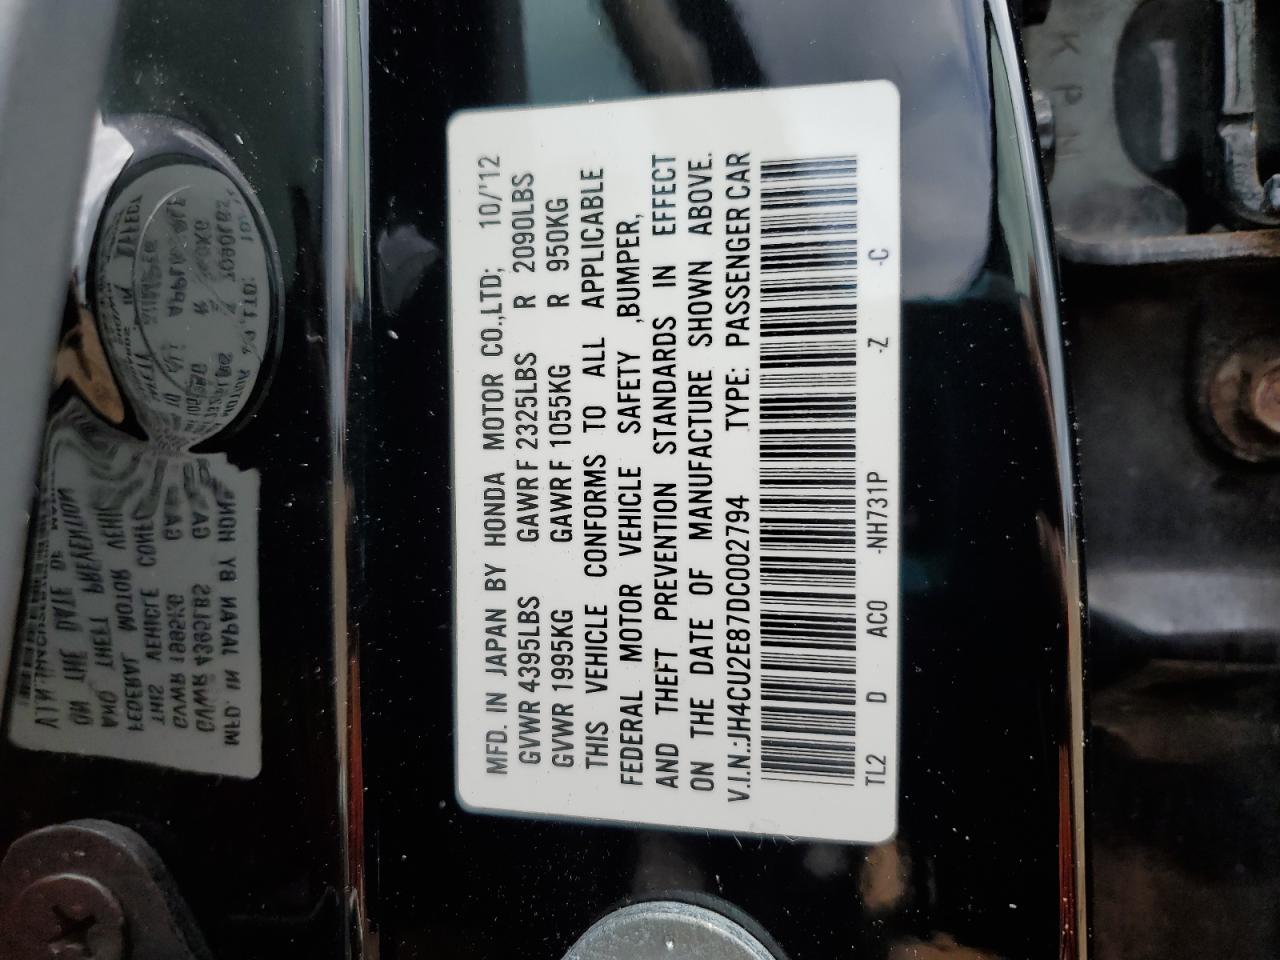 MFD. IN JAPAN BY HONDA MOTOR CO.,LTD; 10/'12
GVWR 4395LBS GAWR F 2325LBS R 2090LBS
GVWR 1995KG GAWR F 1055KG R 950KG
THIS VEHICLE CONFORMS TO ALL APPLICABLE
FEDERAL MOTOR VEHICLE SAFETY ,BUMPER,
AND THEFT PREVENTION STANDARDS IN EFFECT
ON THE DATE OF MANUFACTURE SHOWN ABOVE.
V.I.N.:JH4CU2E87DC002794 TYPE: PASSENGER CAR
TL2 D AC0 -NH731P -Z -C
K P N